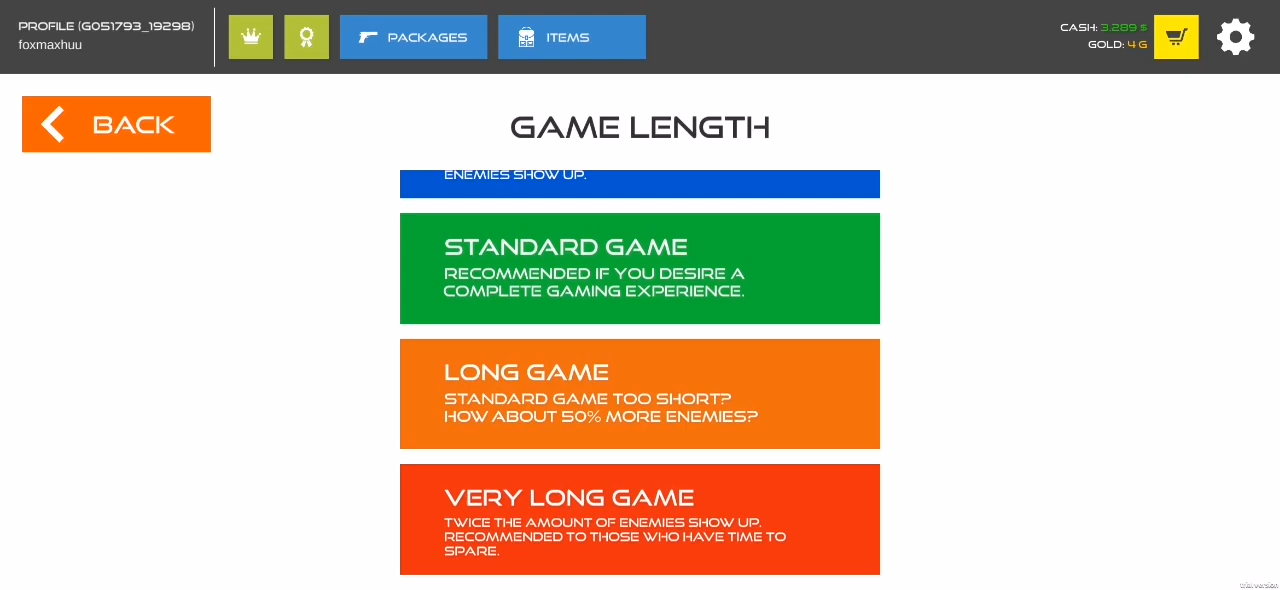 PROFILE (G051793_19298)
foxmaxhuu
PACKAGES
ITEMS
CASH: 3.289 $
GOLD: 4 G
BACK
GAME LENGTH
ENEMIES SHOW UP.
STANDARD GAME
RECOMMENDED IF YOU DESIRE A
COMPLETE GAMING EXPERIENCE.
LONG GAME
STANDARD GAME TOO SHORT?
HOW ABOUT 50% MORE ENEMIES?
VERY LONG GAME
TWICE THE AMOUNT OF ENEMIES SHOW UP.
RECOMMENDED TO THOSE WHO HAVE TIME TO
SPARE.
trial version